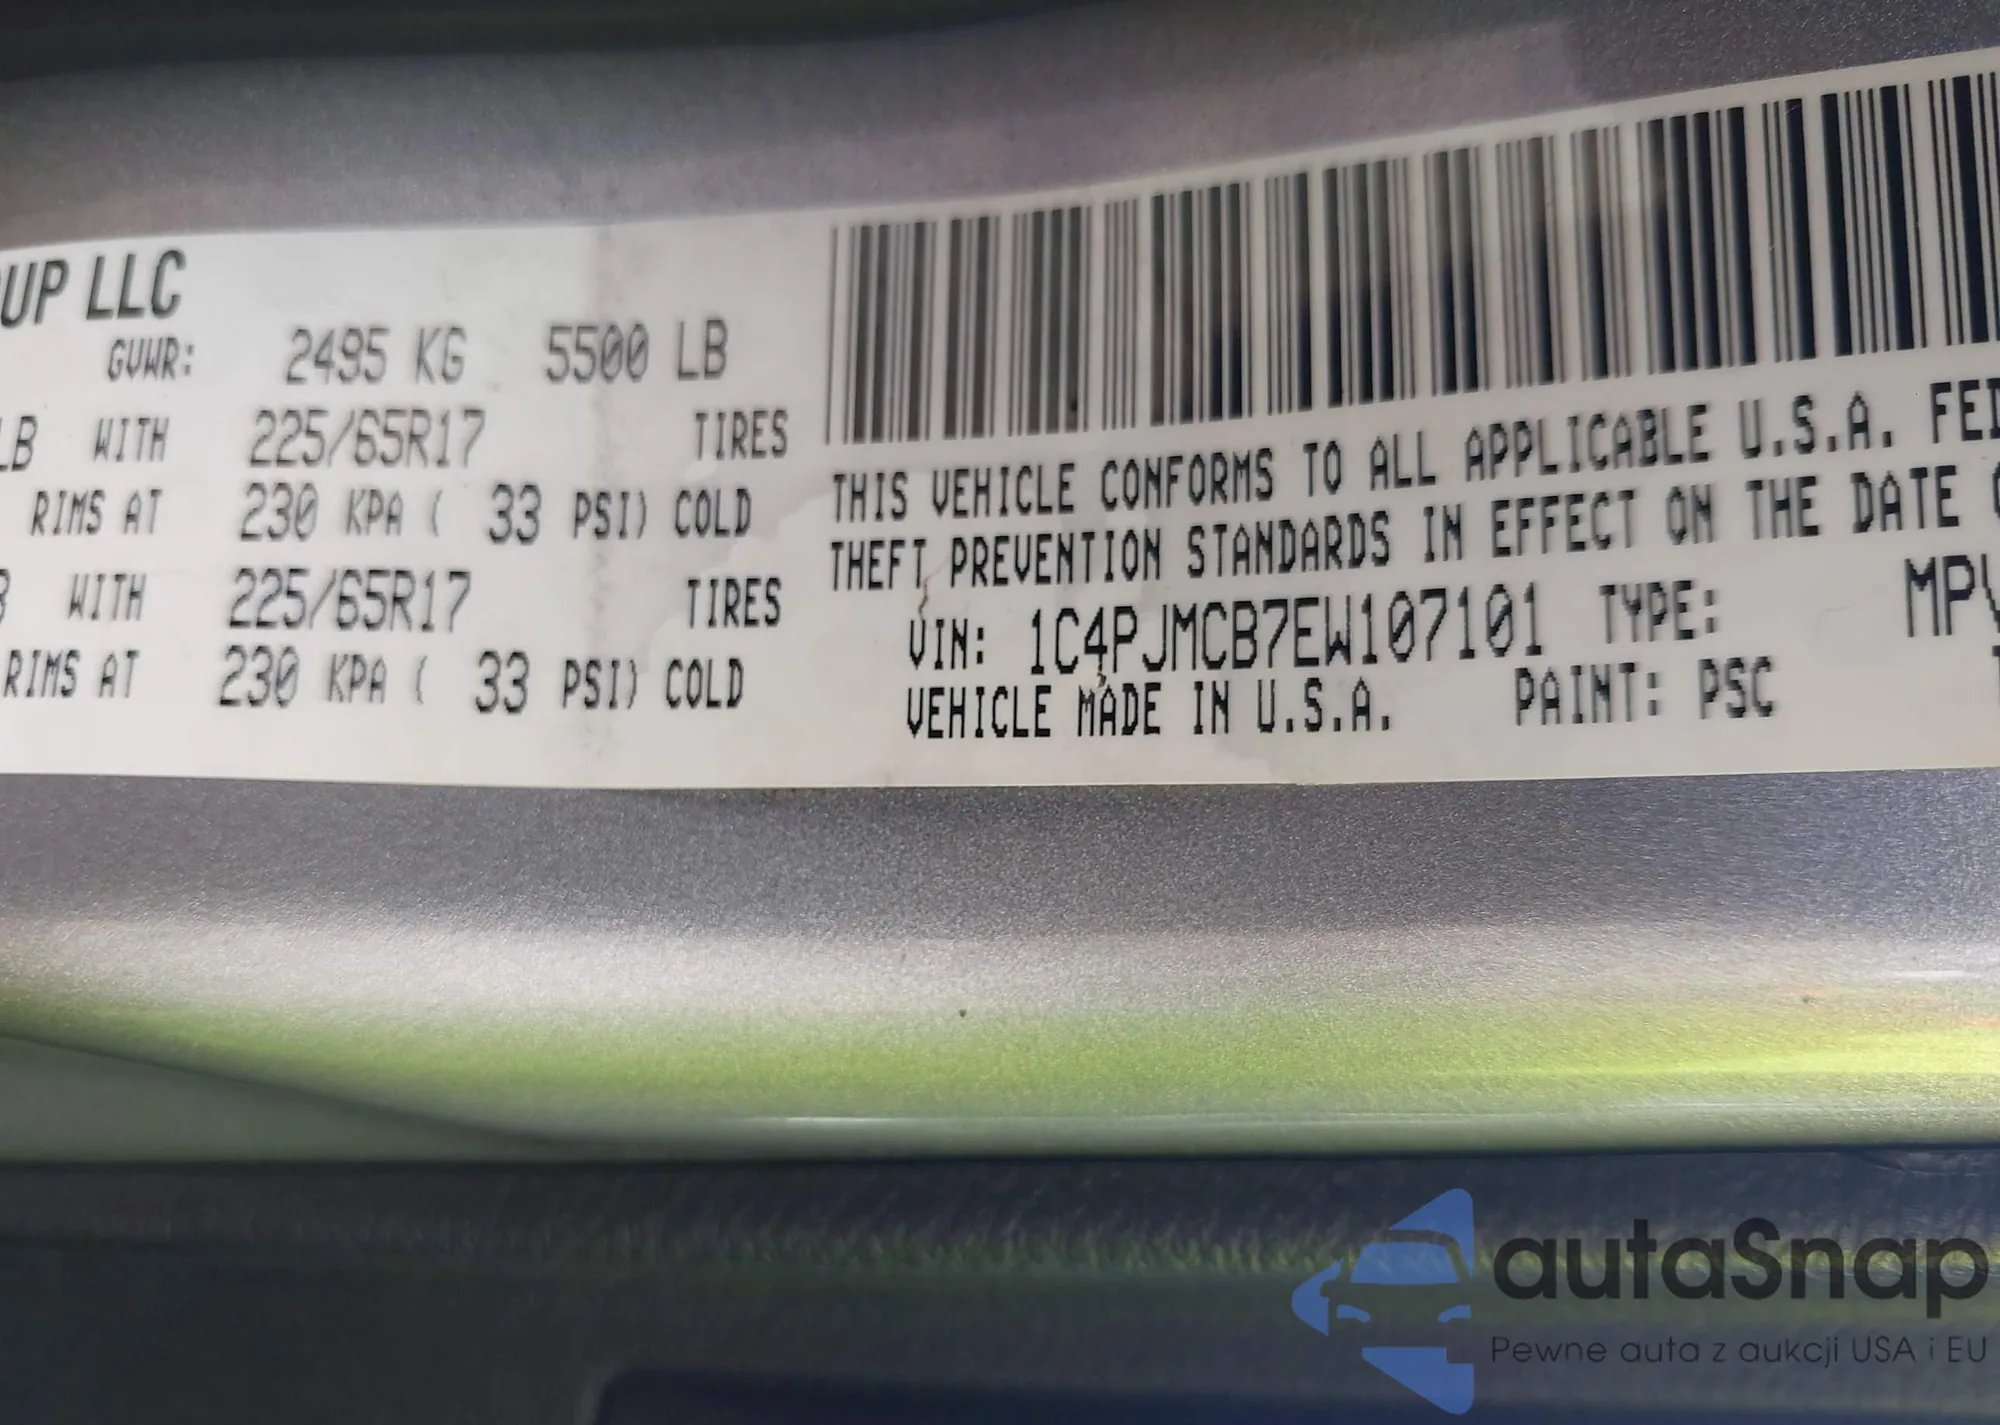 UP LLC
GVWR: 2495 KG 5500 LB
LB WITH 225/65R17 TIRES
RIMS AT 230 KPA ( 33 PSI) COLD
WITH 225/65R17 TIRES
RIMS AT 230 KPA ( 33 PSI) COLD
THIS VEHICLE CONFORMS TO ALL APPLICABLE U.S.A. FED
THEFT PREVENTION STANDARDS IN EFFECT ON THE DATE
VIN: 1C4PJMCB7EW107101 TYPE: MPV
VEHICLE MADE IN U.S.A. PAINT: PSC
autaSnap
Pewne auta z aukcji USA i EU